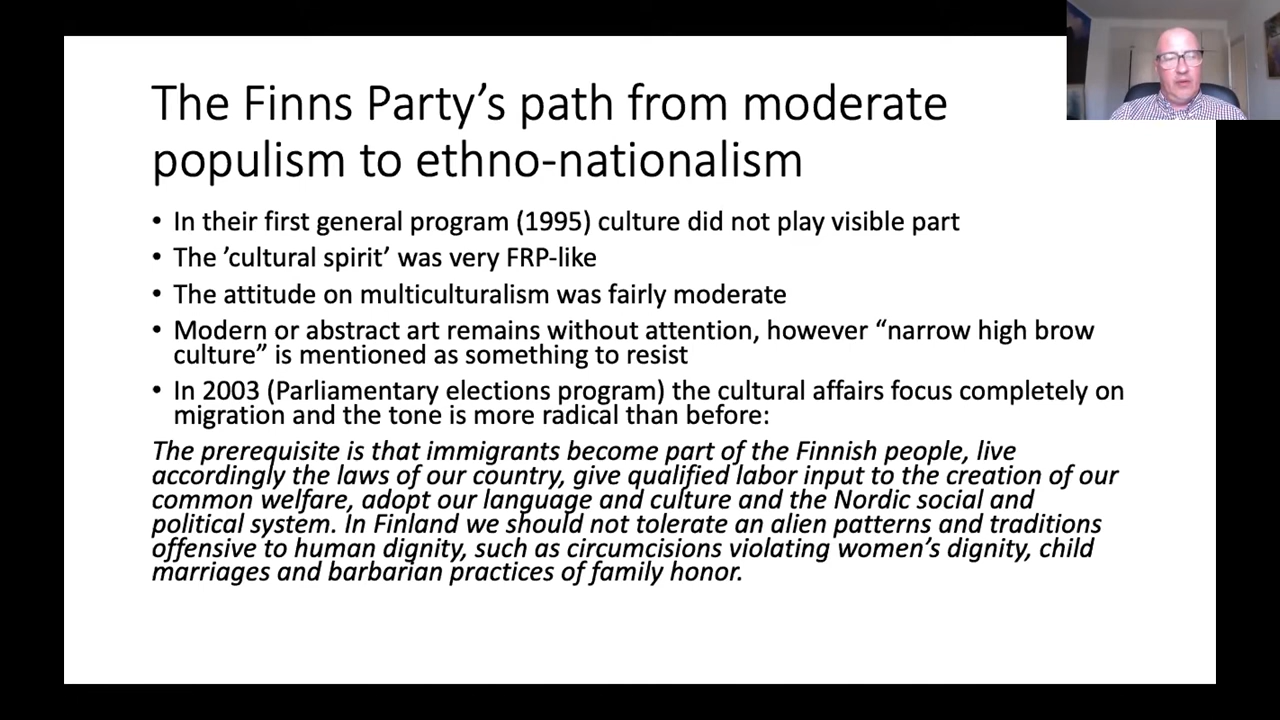 The Finns Party’s path from moderate
populism to ethno-nationalism
• In their first general program (1995) culture did not play visible part
• The ’cultural spirit’ was very FRP-like
• The attitude on multiculturalism was fairly moderate
• Modern or abstract art remains without attention, however “narrow high brow
culture” is mentioned as something to resist
• In 2003 (Parliamentary elections program) the cultural affairs focus completely on
migration and the tone is more radical than before:
The prerequisite is that immigrants become part of the Finnish people, live
accordingly the laws of our country, give qualified labor input to the creation of our
common welfare, adopt our language and culture and the Nordic social and
political system. In Finland we should not tolerate an alien patterns and traditions
offensive to human dignity, such as circumcisions violating women’s dignity, child
marriages and barbarian practices of family honor.